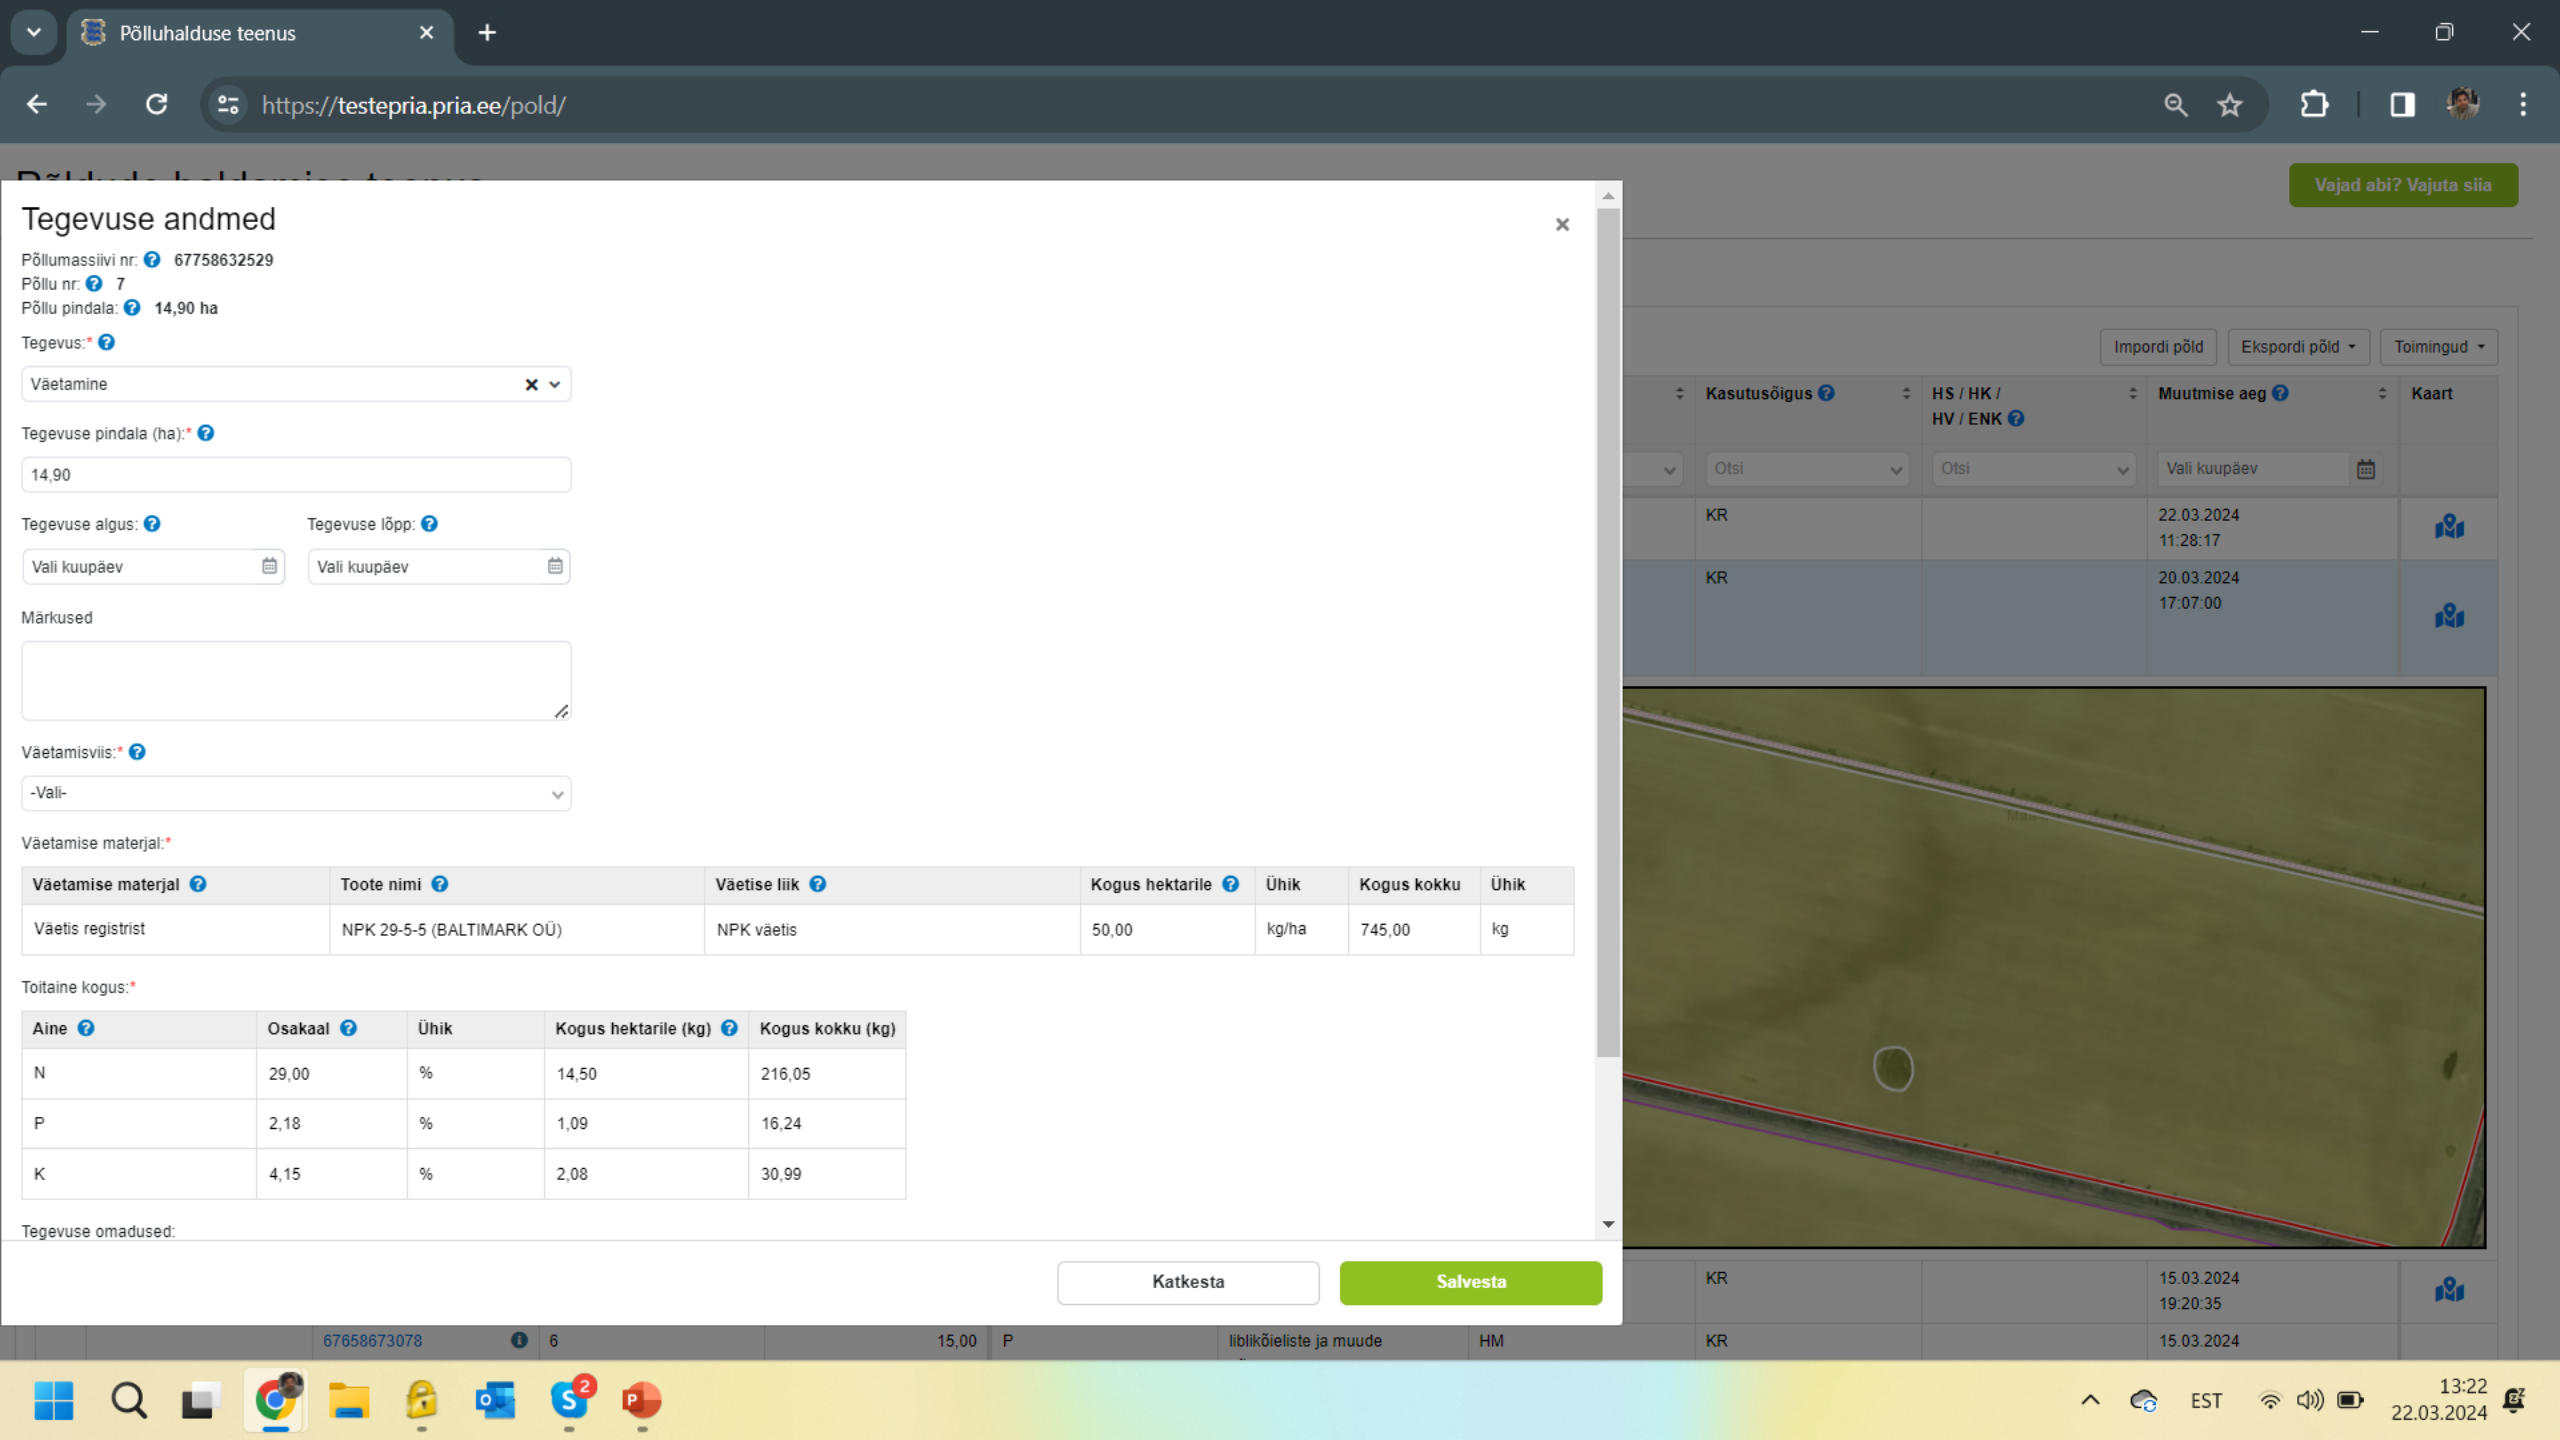 Põlluhalduse teenus
https://testepria.pria.ee/pold/
Põldude haldamise teenus
Vajad abi? Vajuta siia
Tegevuse andmed
Põllumassiivi nr: 67758632529
Põllu nr: 7
Põllu pindala: 14,90 ha
Tegevus:*
Väetamine
Tegevuse pindala (ha):*
14,90
Tegevuse algus: Tegevuse lõpp:
Vali kuupäev Vali kuupäev
Märkused
Väetamisviis:*
-Vali-
Väetamise materjal:*
Väetamise materjal Toote nimi Väetise liik Kogus hektarile Ühik Kogus kokku Ühik
Väetis registrist NPK 29-5-5 (BALTIMARK OÜ) NPK väetis 50,00 kg/ha 745,00 kg
Toitaine kogus:*
Aine Osakaal Ühik Kogus hektarile (kg) Kogus kokku (kg)
N 29,00 % 14,50 216,05
P 2,18 % 1,09 16,24
K 4,15 % 2,08 30,99
Tegevuse omadused:
Katkesta Salvesta
Impordi põld Ekspordi põld Toimingud
Kasutusõigus HS / HK / HV / ENK Muutmise aeg Kaart
Otsi Otsi Vali kuupäev
KR 22.03.2024
11:28:17
KR 20.03.2024
17:07:00
KR 15.03.2024
19:20:35
67658673078 6 15,00 P liblikõieliste ja muude HM KR 15.03.2024
2
EST
13:22
22.03.2024